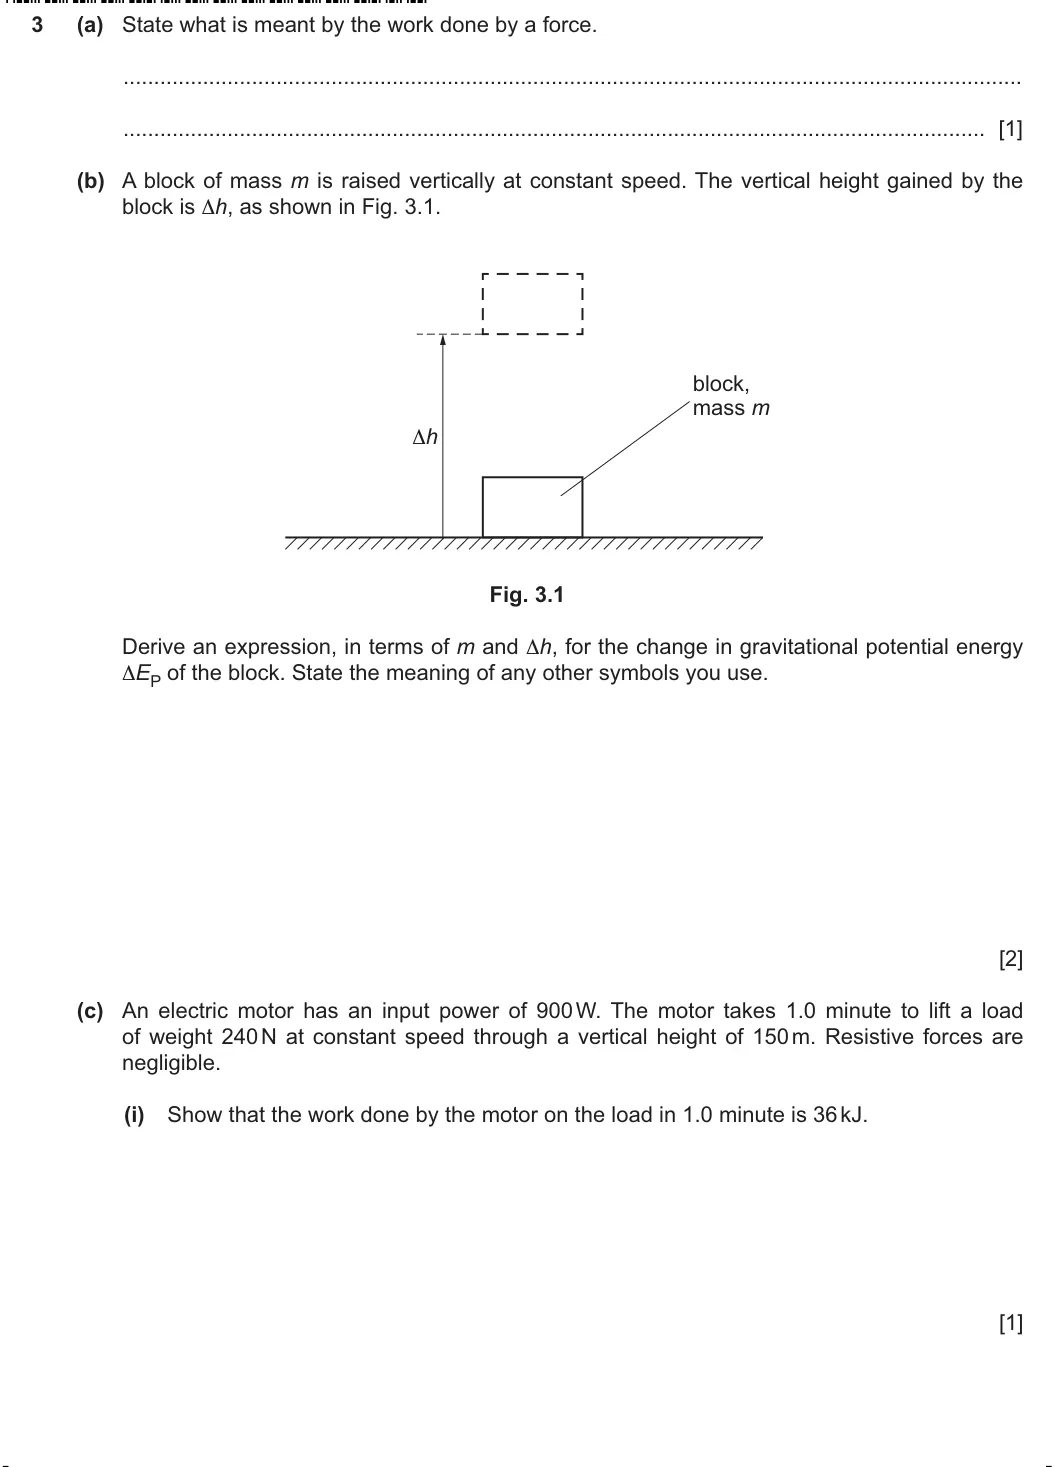 3 (a) State what is meant by the work done by a force.
..........................................................................................................................................................
.................................................................................................................................................... [1]
(b) A block of mass m is raised vertically at constant speed. The vertical height gained by the
block is Δh, as shown in Fig. 3.1.
block,
mass m
Δh
Fig. 3.1
Derive an expression, in terms of m and Δh, for the change in gravitational potential energy
ΔEP of the block. State the meaning of any other symbols you use.
[2]
(c) An electric motor has an input power of 900 W. The motor takes 1.0 minute to lift a load
of weight 240 N at constant speed through a vertical height of 150 m. Resistive forces are
negligible.
(i) Show that the work done by the motor on the load in 1.0 minute is 36 kJ.
[1]